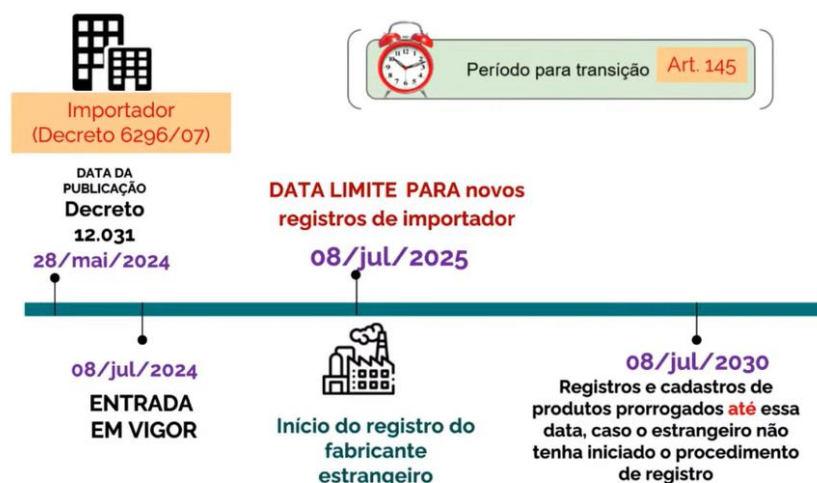 Importador
(Decreto 6296/07)
Período para transição
Art. 145
DATA DA
PUBLICAÇÃO
Decreto
12.031
28/mai/2024
DATA LIMITE PARA novos
registros de importador
08/jul/2025
08/jul/2024
ENTRADA
EM VIGOR
Início do registro do
fabricante
estrangeiro
08/jul/2030
Registros e cadastros de
produtos prorrogados até essa
data, caso o estrangeiro não
tenha iniciado o procedimento
de registro